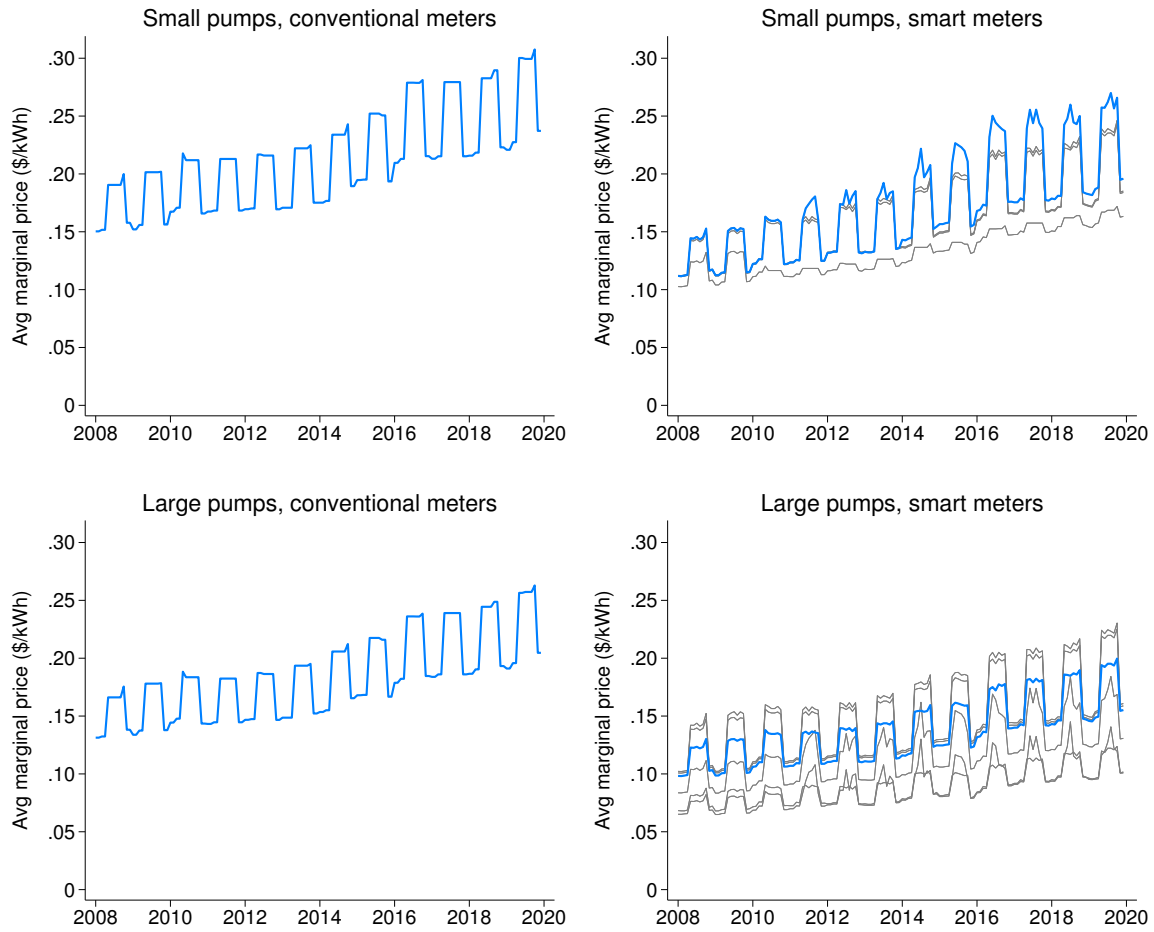 Small pumps, conventional meters
Avg marginal price ($/kWh)
.30
.25
.20
.15
.10
.05
0
2008 2010 2012 2014 2016 2018 2020
Small pumps, smart meters
Avg marginal price ($/kWh)
.30
.25
.20
.15
.10
.05
0
2008 2010 2012 2014 2016 2018 2020
Large pumps, conventional meters
Avg marginal price ($/kWh)
.30
.25
.20
.15
.10
.05
0
2008 2010 2012 2014 2016 2018 2020
Large pumps, smart meters
Avg marginal price ($/kWh)
.30
.25
.20
.15
.10
.05
0
2008 2010 2012 2014 2016 2018 2020